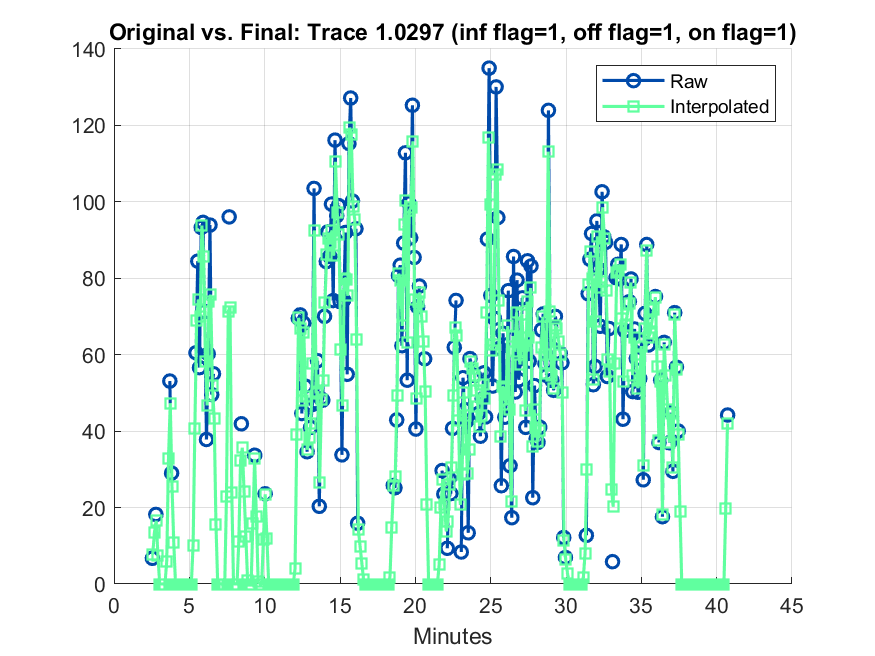 Original vs. Final: Trace 1.0297 (inf flag=1, off flag=1, on flag=1)
140
120
100
80
60
40
20
0
Raw
Interpolated
0 5 10 15 20 25 30 35 40 45
Minutes